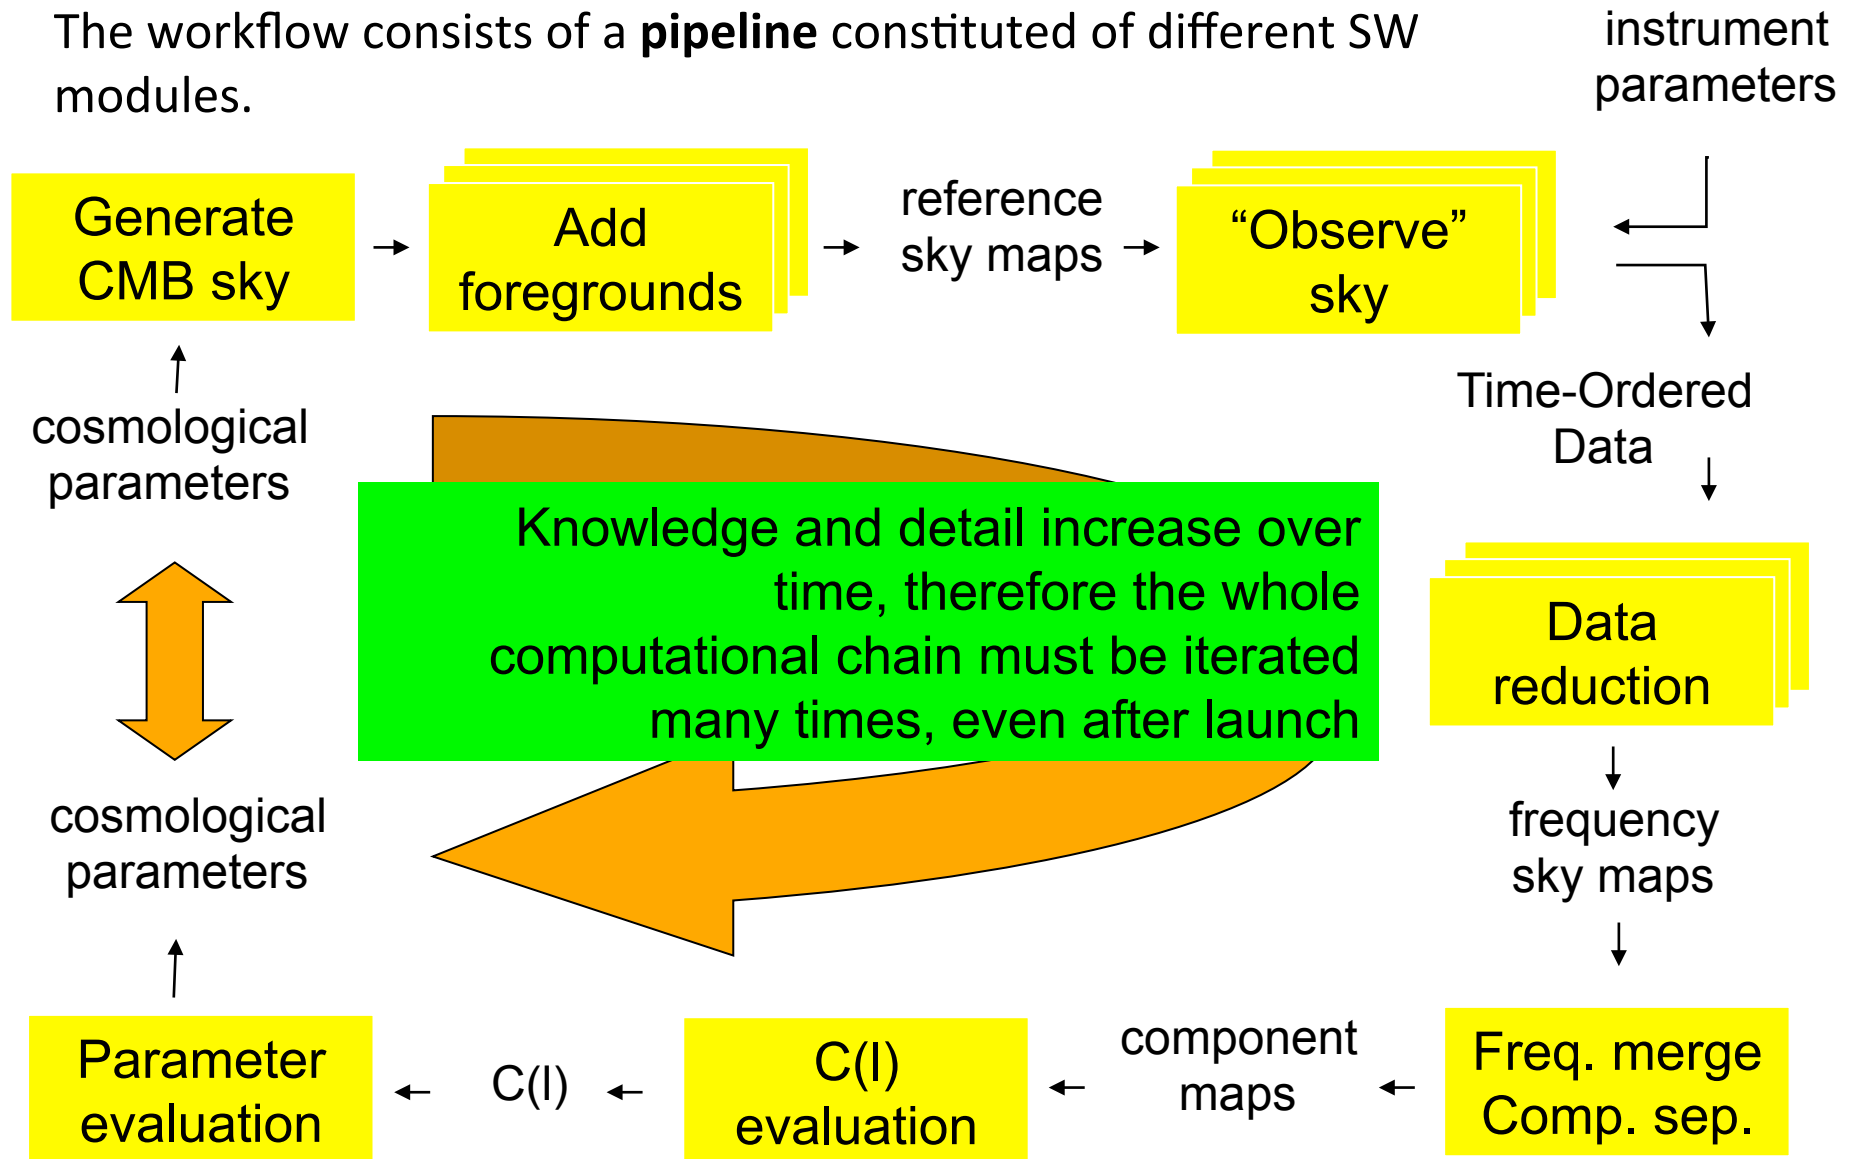 The workflow consists of a pipeline constituted of different SW
modules.
instrument
parameters
Generate
CMB sky
Add
foregrounds
reference
sky maps
“Observe”
sky
cosmological
parameters
Time-Ordered
Data
Knowledge and detail increase over
time, therefore the whole
computational chain must be iterated
many times, even after launch
Data
reduction
cosmological
parameters
frequency
sky maps
Parameter
evaluation
C(l)
C(l)
evaluation
component
maps
Freq. merge
Comp. sep.